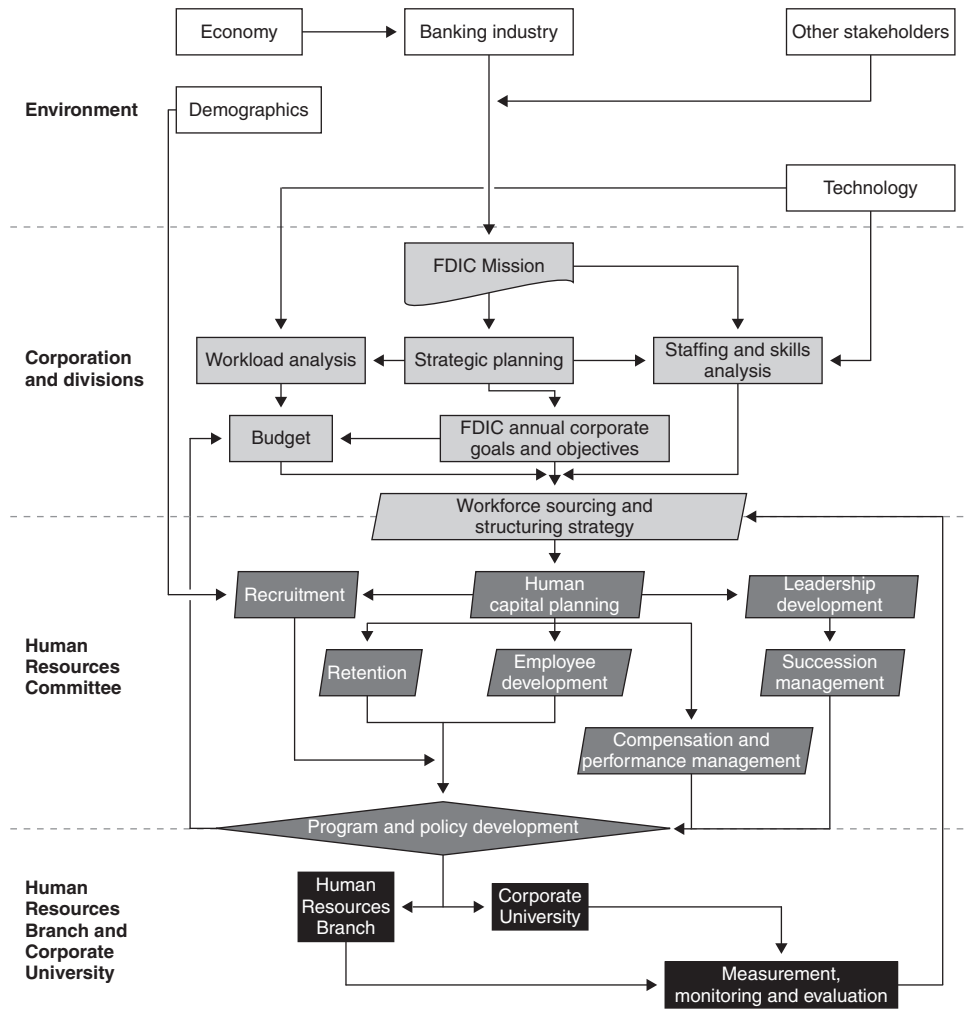 Economy
Banking industry
Other stakeholders
Environment
Demographics
Technology
FDIC Mission
Corporation
and divisions
Workload analysis
Strategic planning
Staffing and skills
analysis
Budget
FDIC annual corporate
goals and objectives
Workforce sourcing and
structuring strategy
Recruitment
Human
capital planning
Leadership
development
Human
Resources
Committee
Retention
Employee
development
Succession
management
Compensation and
performance management
Program and policy development
Human
Resources
Branch and
Corporate
University
Human
Resources
Branch
Corporate
University
Measurement,
monitoring and evaluation